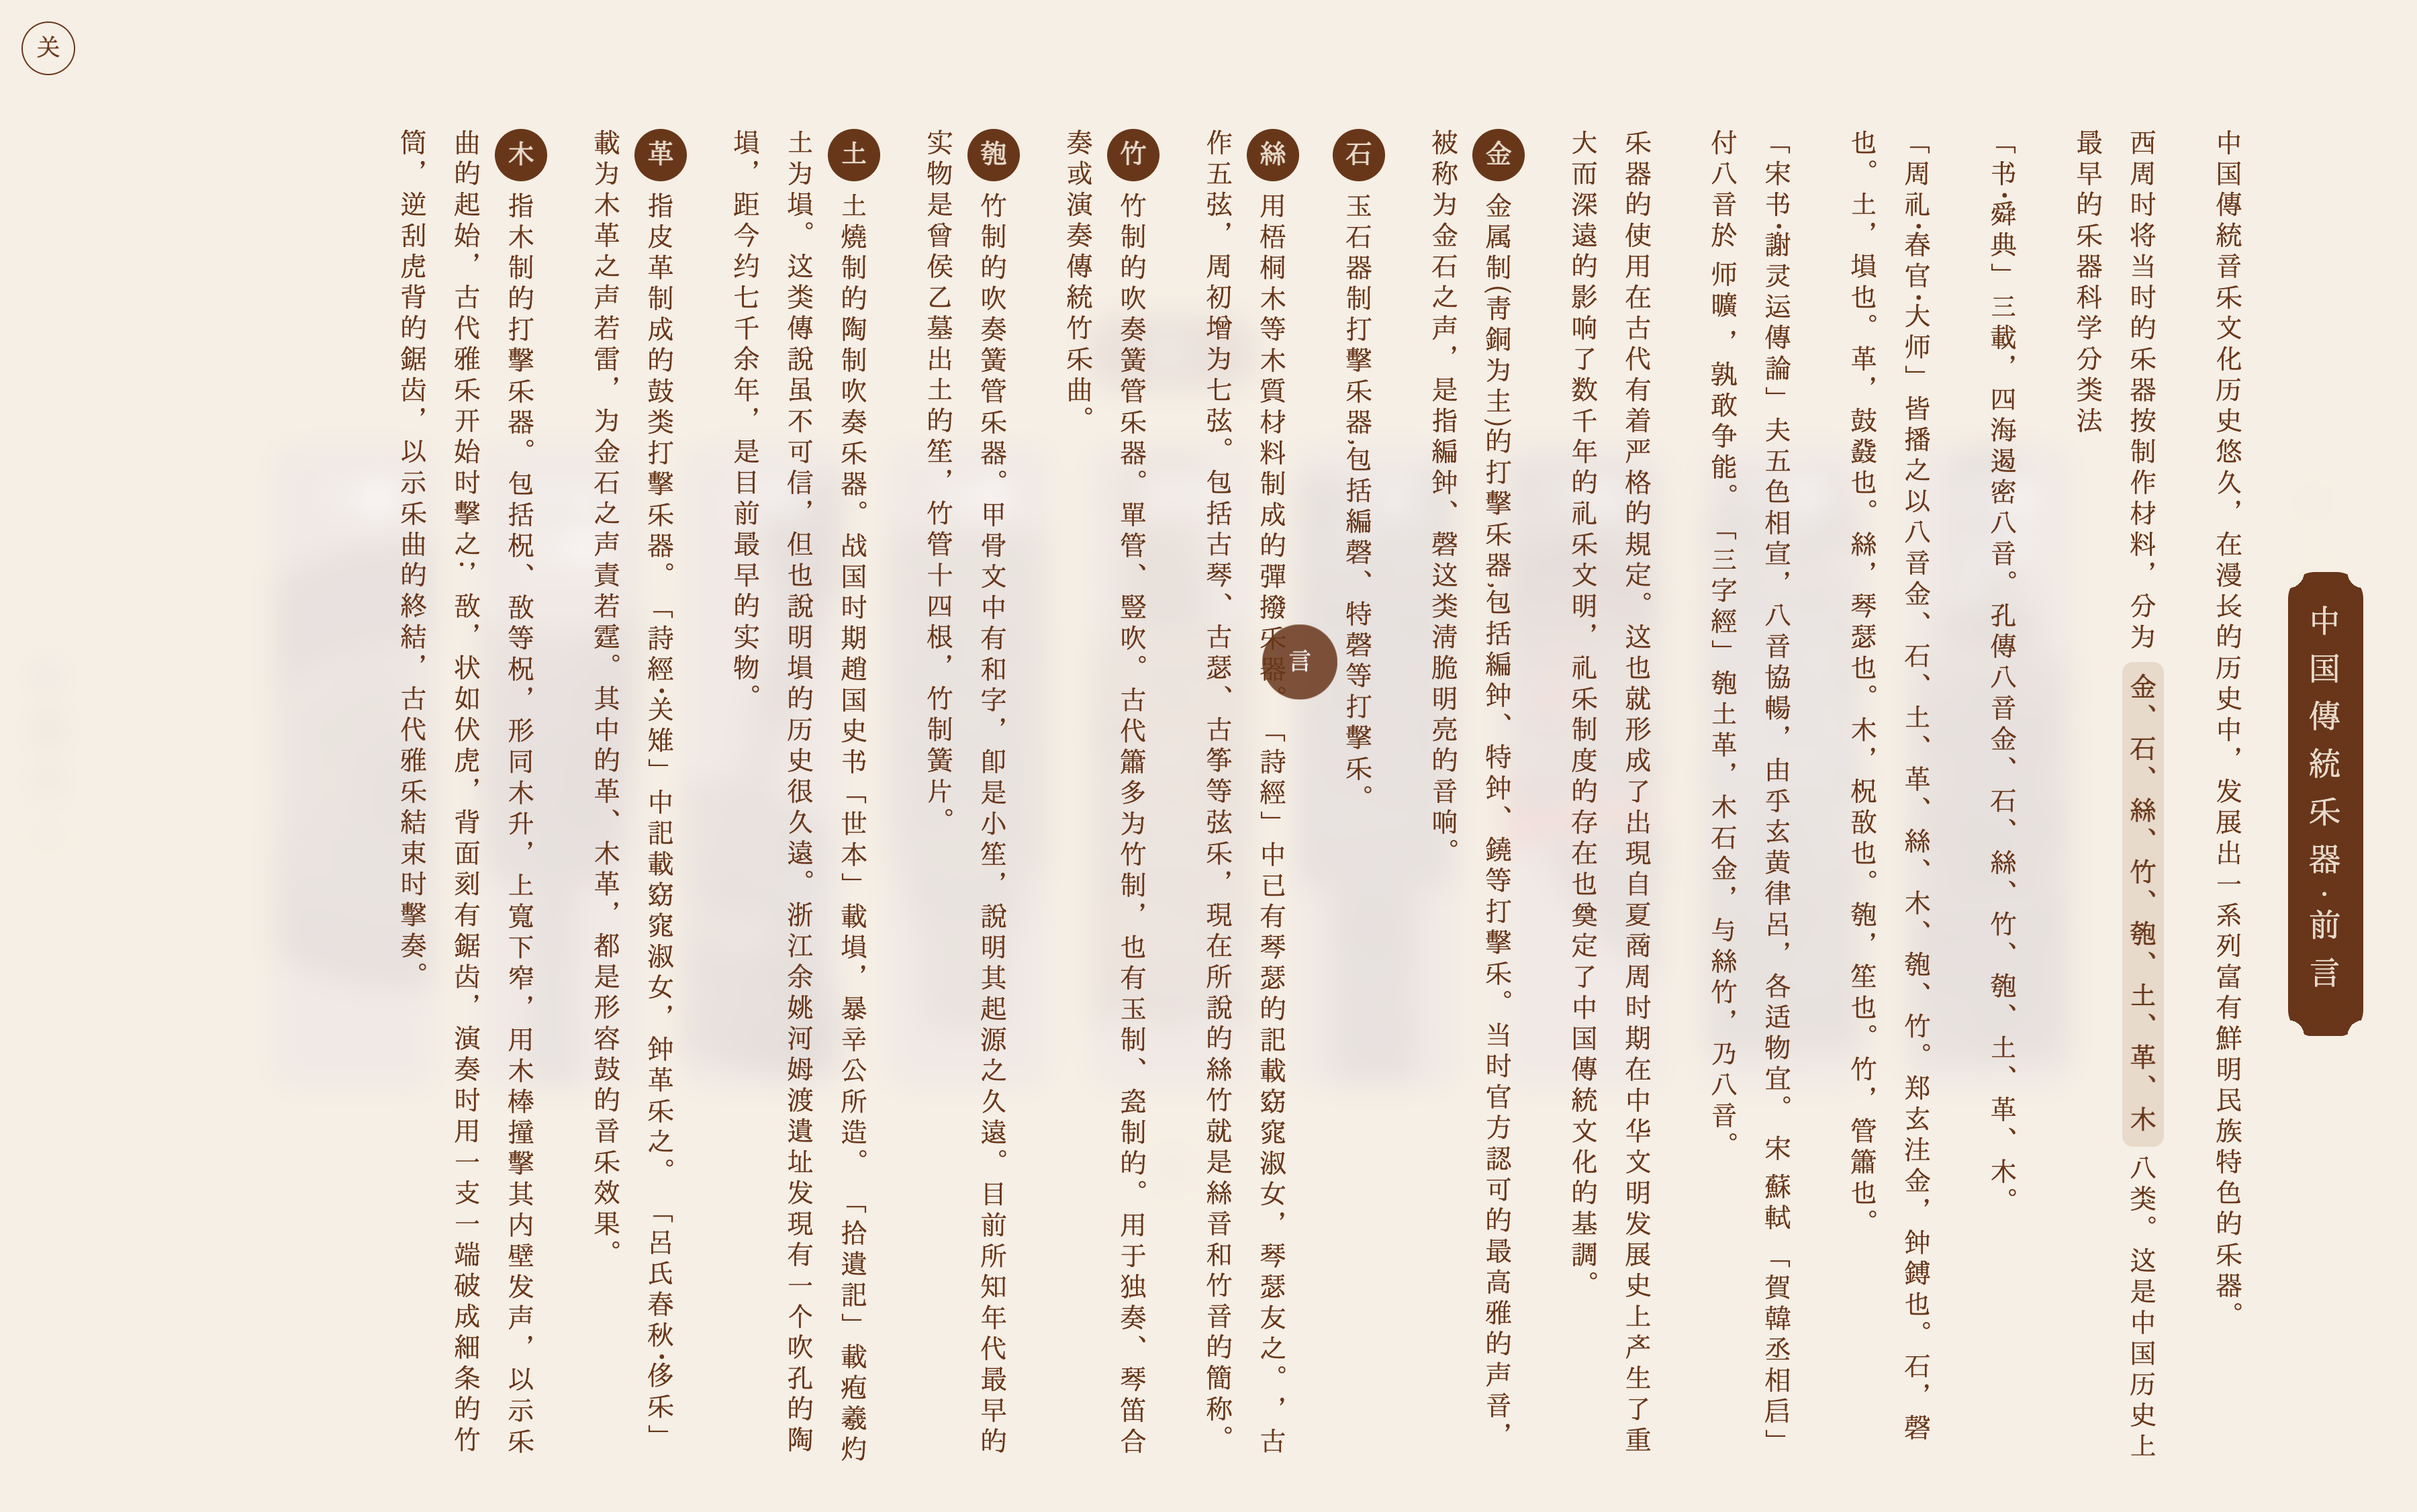 中国傳統乐器·前言
中国傳統音乐文化历史悠久，在漫长的历史中，发展出一系列富有鮮明民族特色的乐器。
西周时将当时的乐器按制作材料，分为 金、石、絲、竹、匏、土、革、木 八类。这是中国历史上
最早的乐器科学分类法
「书·舜典」三載，四海遏密八音。孔傳八音金、石、絲、竹、匏、土、革、木。
「周礼·春官·大师」皆播之以八音金、石、土、革、絲、木、匏、竹。郑玄注金，鈡鎛也。石，磬
也。土，塤也。革，鼓鼗也。絲，琴瑟也。木，柷敔也。匏，笙也。竹，管簫也。
「宋书·謝灵运傳論」夫五色相宣，八音協暢，由乎玄黄律呂，各适物宜。宋 蘇軾「賀韓丞相启」
付八音於 师曠 ，孰敢争能。「三字經」匏土革，木石金，与絲竹，乃八音。
乐器的使用在古代有着严格的規定。这也就形成了出現自夏商周时期在中华文明发展史上产生了重
大而深遠的影响了数千年的礼乐文明，礼乐制度的存在也奠定了中国傳統文化的基調。
金 金属制(青銅为主)的打擊乐器,包括編鈡、特鈡、鐃等打擊乐。当时官方認可的最高雅的声音，
被称为金石之声，是指編鈡、磬这类清脆明亮的音响。
石 玉石器制打擊乐器,包括編磬、特磬等打擊乐。
絲 用梧桐木等木質材料制成的彈撥乐器。「詩經」中已有琴瑟的記載窈窕淑女，琴瑟友之。，古
作五弦，周初增为七弦。包括古琴、古瑟、古筝等弦乐，現在所說的絲竹就是絲音和竹音的簡称。
言
竹 竹制的吹奏簧管乐器。單管、豎吹。古代簫多为竹制，也有玉制、瓷制的。用于独奏、琴笛合
奏或演奏傳統竹乐曲。
匏 竹制的吹奏簧管乐器。甲骨文中有和字，卽是小笙，說明其起源之久遠。目前所知年代最早的
实物是曾侯乙墓出土的笙，竹管十四根，竹制簧片。
土 土燒制的陶制吹奏乐器。战国时期趙国史书「世本」載塤，暴辛公所造。「拾遺記」載疱羲灼
土为塤。这类傳說虽不可信，但也說明塤的历史很久遠。浙江余姚河姆渡遺址发現有一个吹孔的陶
塤，距今约七千余年，是目前最早的实物。
革 指皮革制成的鼓类打擊乐器。「詩經·关雉」中記載窈窕淑女，鈡革乐之。「呂氏春秋·侈乐」
載为木革之声若雷，为金石之声責若霆。其中的革、木革，都是形容鼓的音乐效果。
木 指木制的打擊乐器。包括柷、敔等柷，形同木升，上寬下窄，用木棒撞擊其内壁发声，以示乐
曲的起始，古代雅乐开始时擊之;，敔，状如伏虎，背面刻有鋸齿，演奏时用一支一端破成細条的竹
筒，逆刮虎背的鋸齿，以示乐曲的終結，古代雅乐結束时擊奏。
关